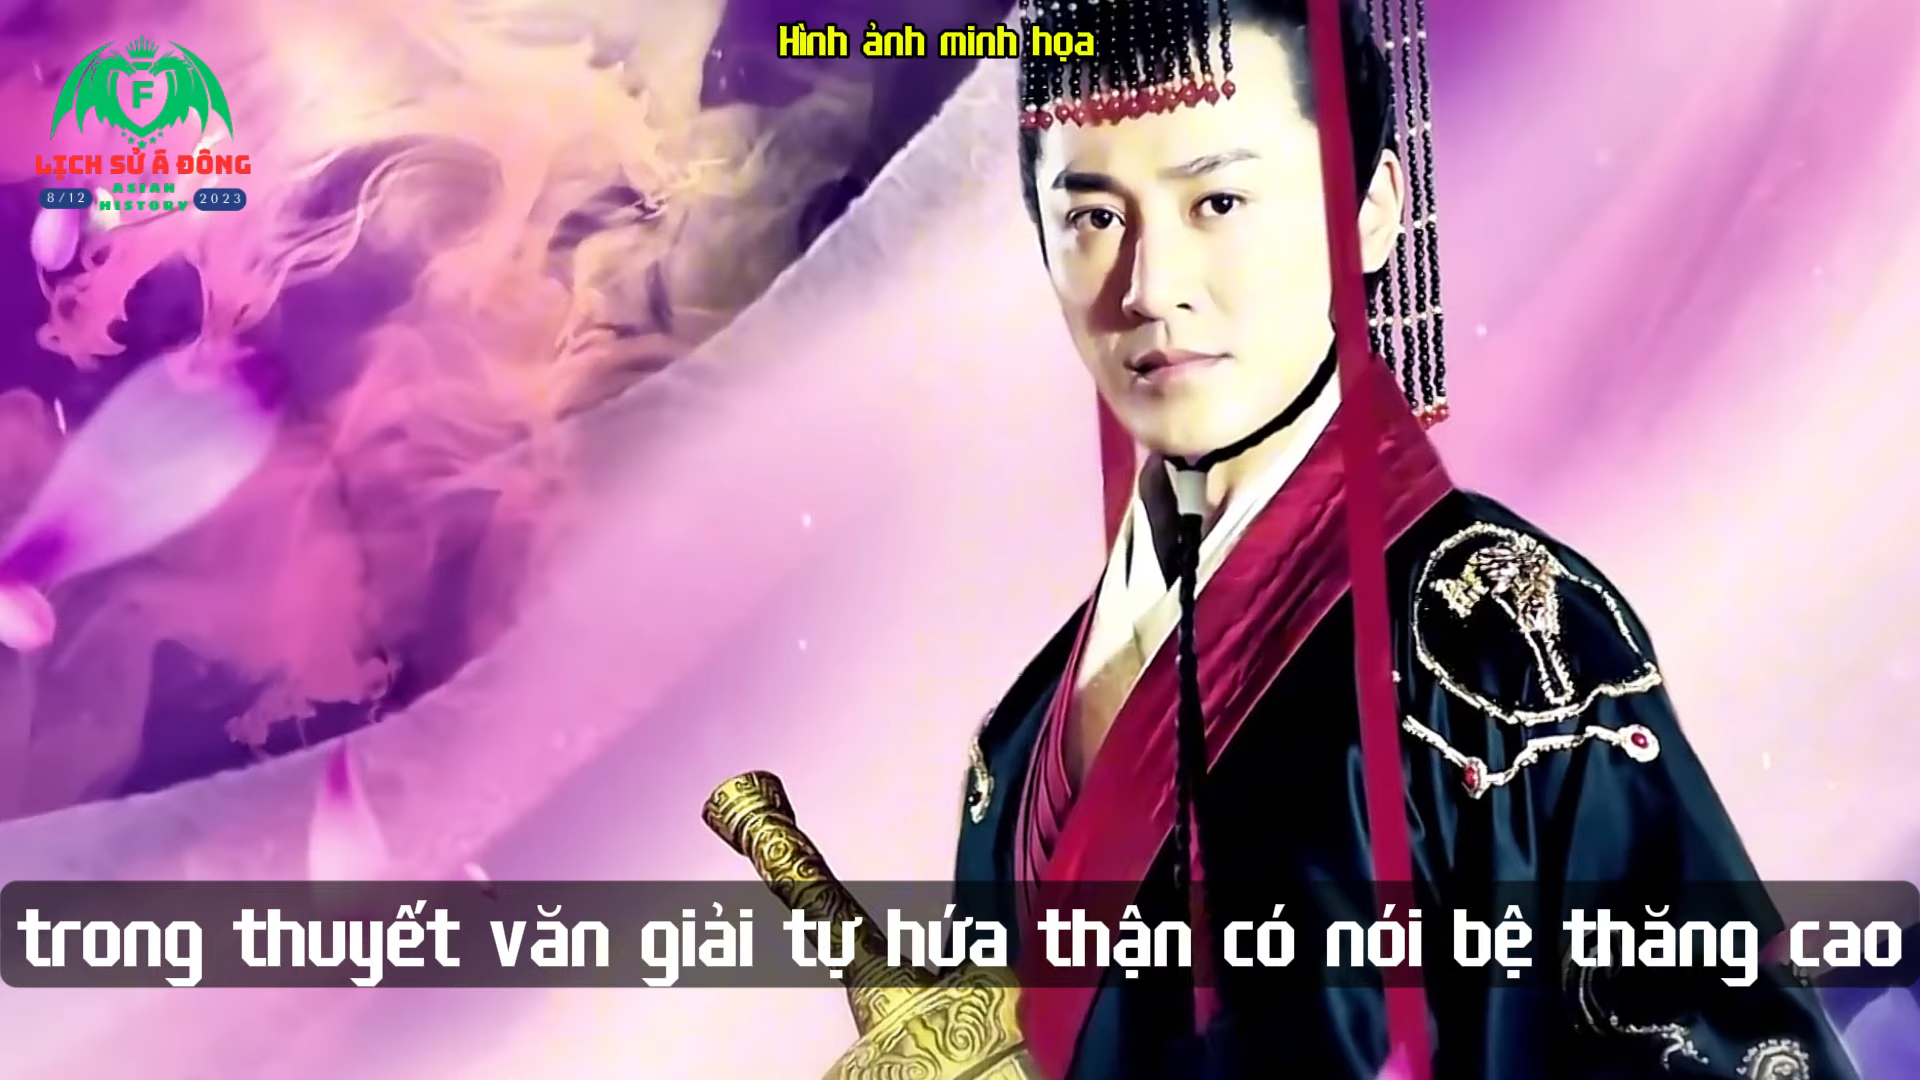 Hình ảnh minh họa
F
LỊCH SỬ Á ĐÔNG
ASIAN
8/12 HISTORY 2023
trong thuyết văn giải tự hứa thận có nói bệ thăng cao